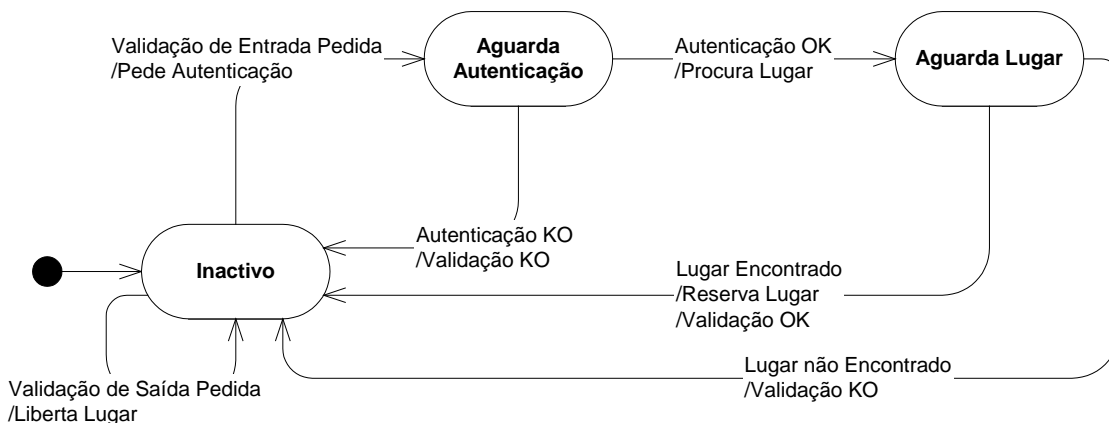 Validação de Entrada Pedida
/Pede Autenticação
Aguarda
Autenticação
Autenticação OK
/Procura Lugar
Aguarda Lugar
Autenticação KO
/Validação KO
Inactivo
Lugar Encontrado
/Reserva Lugar
/Validação OK
Lugar não Encontrado
/Validação KO
Validação de Saída Pedida
/Liberta Lugar